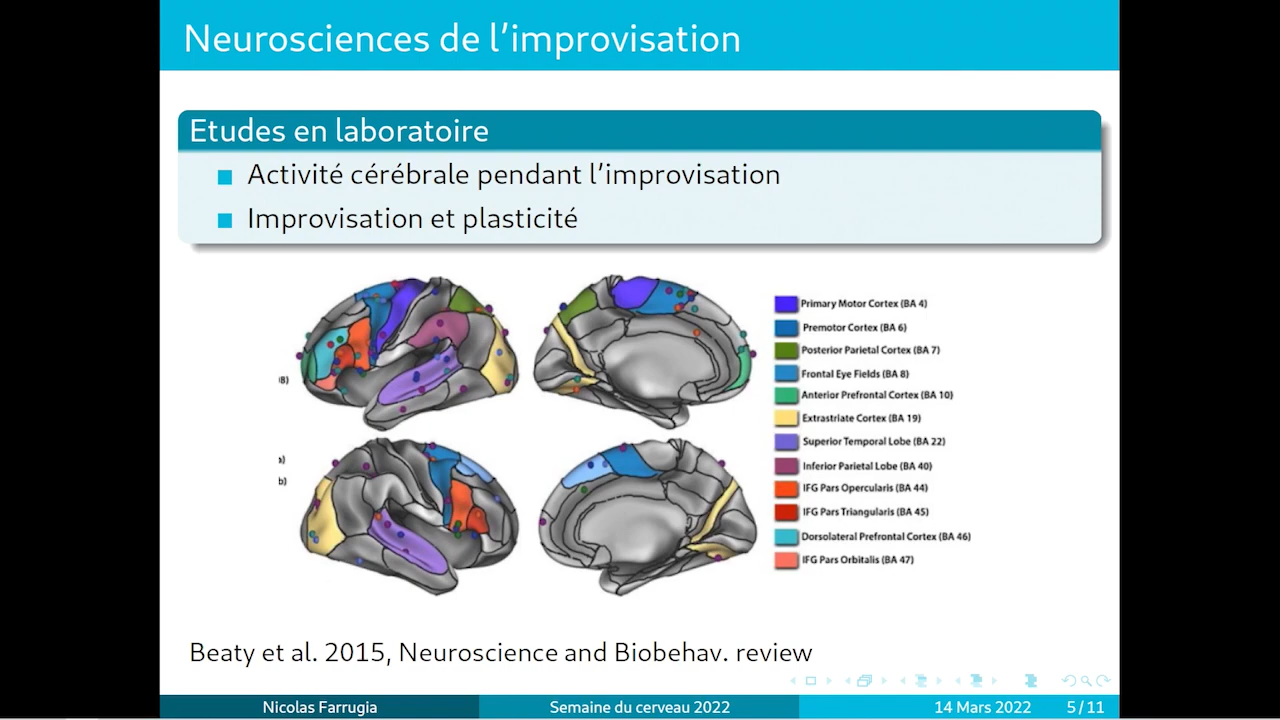 Neurosciences de l'improvisation
Etudes en laboratoire
Activité cérébrale pendant l'improvisation
Improvisation et plasticité
8)
a)
b)
Primary Motor Cortex (BA 4)
Premotor Cortex (BA 6)
Posterior Parietal Cortex (BA 7)
Frontal Eye Fields (BA 8)
Anterior Prefrontal Cortex (BA 10)
Extrastriate Cortex (BA 19)
Superior Temporal Lobe (BA 22)
Inferior Parietal Lobe (BA 40)
IFG Pars Opercularis (BA 44)
IFG Pars Triangularis (BA 45)
Dorsolateral Prefrontal Cortex (BA 46)
IFG Pars Orbitalis (BA 47)
Beaty et al. 2015, Neuroscience and Biobehav. review
Nicolas Farrugia Semaine du cerveau 2022 14 Mars 2022 5 / 11